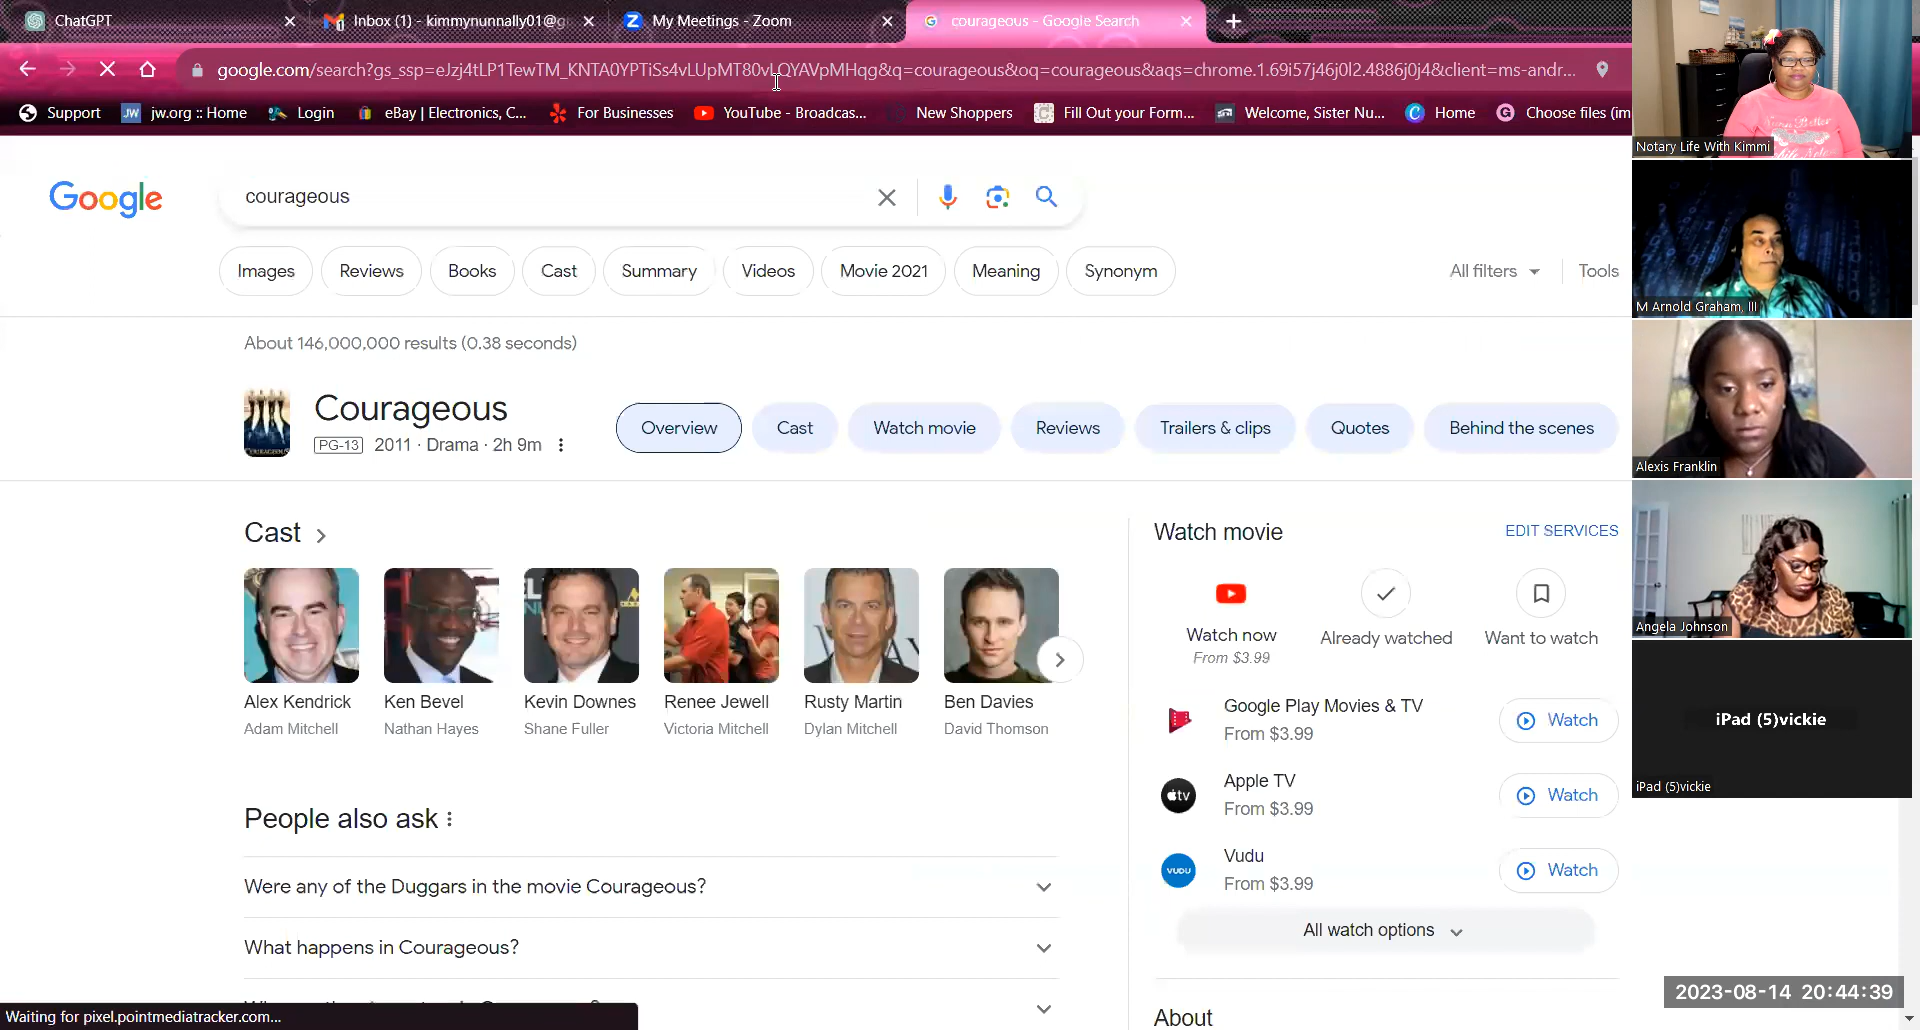 ChatGPT
Inbox (1) - kimmynunnally01@g
My Meetings - Zoom
courageous - Google Search
google.com/search?gs_ssp=eJzj4tLP1TewTM_KNTA0YPTiSs4vLUpMT80vLQYAVpMHqg&q=courageous&oq=courageous&aqs=chrome.1.69i57j46j0l2.4886j0j4&client=ms-andr...
Support
JW jw.org :: Home
Login
eBay | Electronics, C...
For Businesses
YouTube - Broadcas...
New Shoppers
Fill Out your Form...
Welcome, Sister Nu...
Home
Choose files (im
Google
courageous
Images
Reviews
Books
Cast
Summary
Videos
Movie 2021
Meaning
Synonym
All filters
Tools
About 146,000,000 results (0.38 seconds)
COURAGEOUS
Courageous
PG-13 2011 · Drama · 2h 9m
Overview
Cast
Watch movie
Reviews
Trailers & clips
Quotes
Behind the scenes
Cast
Alex Kendrick
Adam Mitchell
Ken Bevel
Nathan Hayes
Kevin Downes
Shane Fuller
Renee Jewell
Victoria Mitchell
Rusty Martin
Dylan Mitchell
Ben Davies
David Thomson
People also ask
Were any of the Duggars in the movie Courageous?
What happens in Courageous?
Watch movie
EDIT SERVICES
Watch now
From $3.99
Already watched
Want to watch
Google Play Movies & TV
From $3.99
Watch
tv
Apple TV
From $3.99
Watch
VUDU
Vudu
From $3.99
Watch
All watch options
About
Waiting for pixel.pointmediatracker.com...
Notary Life With Kimmi
M Arnold Graham, III
Alexis Franklin
Angela Johnson
iPad (5)vickie
iPad (5)vickie
2023-08-14 20:44:39